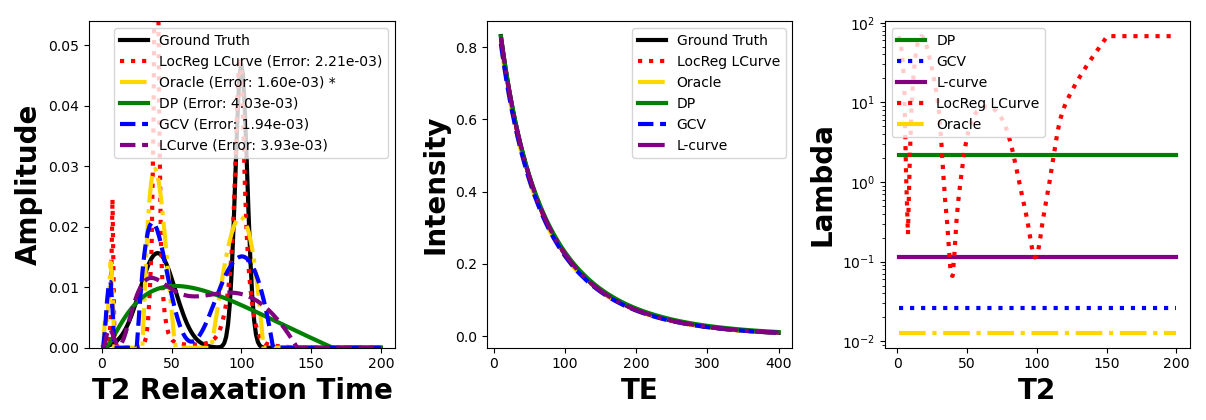 0.05
0.04
0.03
0.02
0.01
0.00
Amplitude
Ground Truth
LocReg LCurve (Error: 2.21e-03)
Oracle (Error: 1.60e-03) *
DP (Error: 4.03e-03)
GCV (Error: 1.94e-03)
LCurve (Error: 3.93e-03)
0 50 100 150 200
T2 Relaxation Time
0.8
0.6
0.4
0.2
0.0
Intensity
Ground Truth
LocReg LCurve
Oracle
DP
GCV
L-curve
0 100 200 300 400
TE
10²
10¹
10⁰
10⁻¹
10⁻²
Lambda
DP
GCV
L-curve
LocReg LCurve
Oracle
0 50 100 150 200
T2